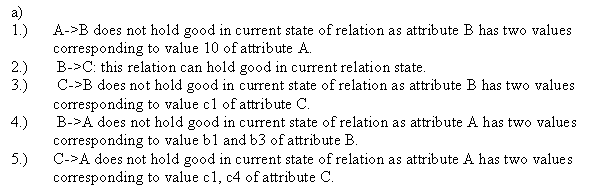 a)
1.) A->B does not hold good in current state of relation as attribute B has two values
corresponding to value 10 of attribute A.
2.) B->C: this relation can hold good in current relation state.
3.) C->B does not hold good in current state of relation as attribute B has two values
corresponding to value c1 of attribute C.
4.) B->A does not hold good in current state of relation as attribute A has two values
corresponding to value b1 and b3 of attribute B.
5.) C->A does not hold good in current state of relation as attribute A has two values
corresponding to value c1, c4 of attribute C.